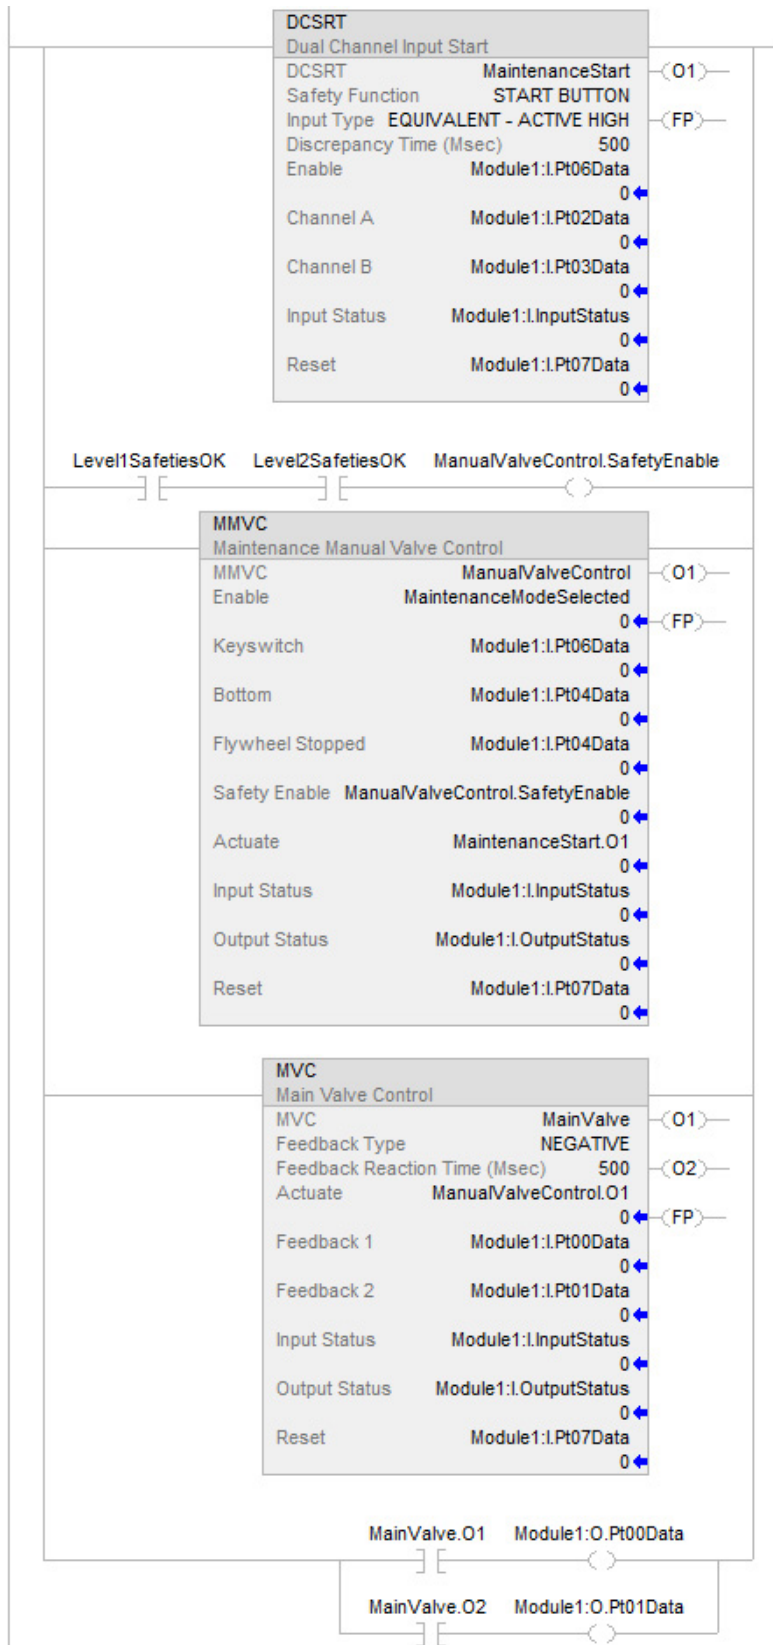 DCSRT
Dual Channel Input Start
DCSRT MaintenanceStart (O1)
Safety Function START BUTTON
Input Type EQUIVALENT - ACTIVE HIGH (FP)
Discrepancy Time (Msec) 500
Enable Module1:I.Pt06Data
0
Channel A Module1:I.Pt02Data
0
Channel B Module1:I.Pt03Data
0
Input Status Module1:I.InputStatus
0
Reset Module1:I.Pt07Data
0
Level1SafetiesOK Level2SafetiesOK ManualValveControl.SafetyEnable
MMVC
Maintenance Manual Valve Control
MMVC ManualValveControl (O1)
Enable MaintenanceModeSelected
0 (FP)
Keyswitch Module1:I.Pt06Data
0
Bottom Module1:I.Pt04Data
0
Flywheel Stopped Module1:I.Pt04Data
0
Safety Enable ManualValveControl.SafetyEnable
0
Actuate MaintenanceStart.O1
0
Input Status Module1:I.InputStatus
0
Output Status Module1:I.OutputStatus
0
Reset Module1:I.Pt07Data
0
MVC
Main Valve Control
MVC MainValve (O1)
Feedback Type NEGATIVE
Feedback Reaction Time (Msec) 500 (O2)
Actuate ManualValveControl.O1
0 (FP)
Feedback 1 Module1:I.Pt00Data
0
Feedback 2 Module1:I.Pt01Data
0
Input Status Module1:I.InputStatus
0
Output Status Module1:I.OutputStatus
0
Reset Module1:I.Pt07Data
0
MainValve.O1 Module1:O.Pt00Data
MainValve.O2 Module1:O.Pt01Data